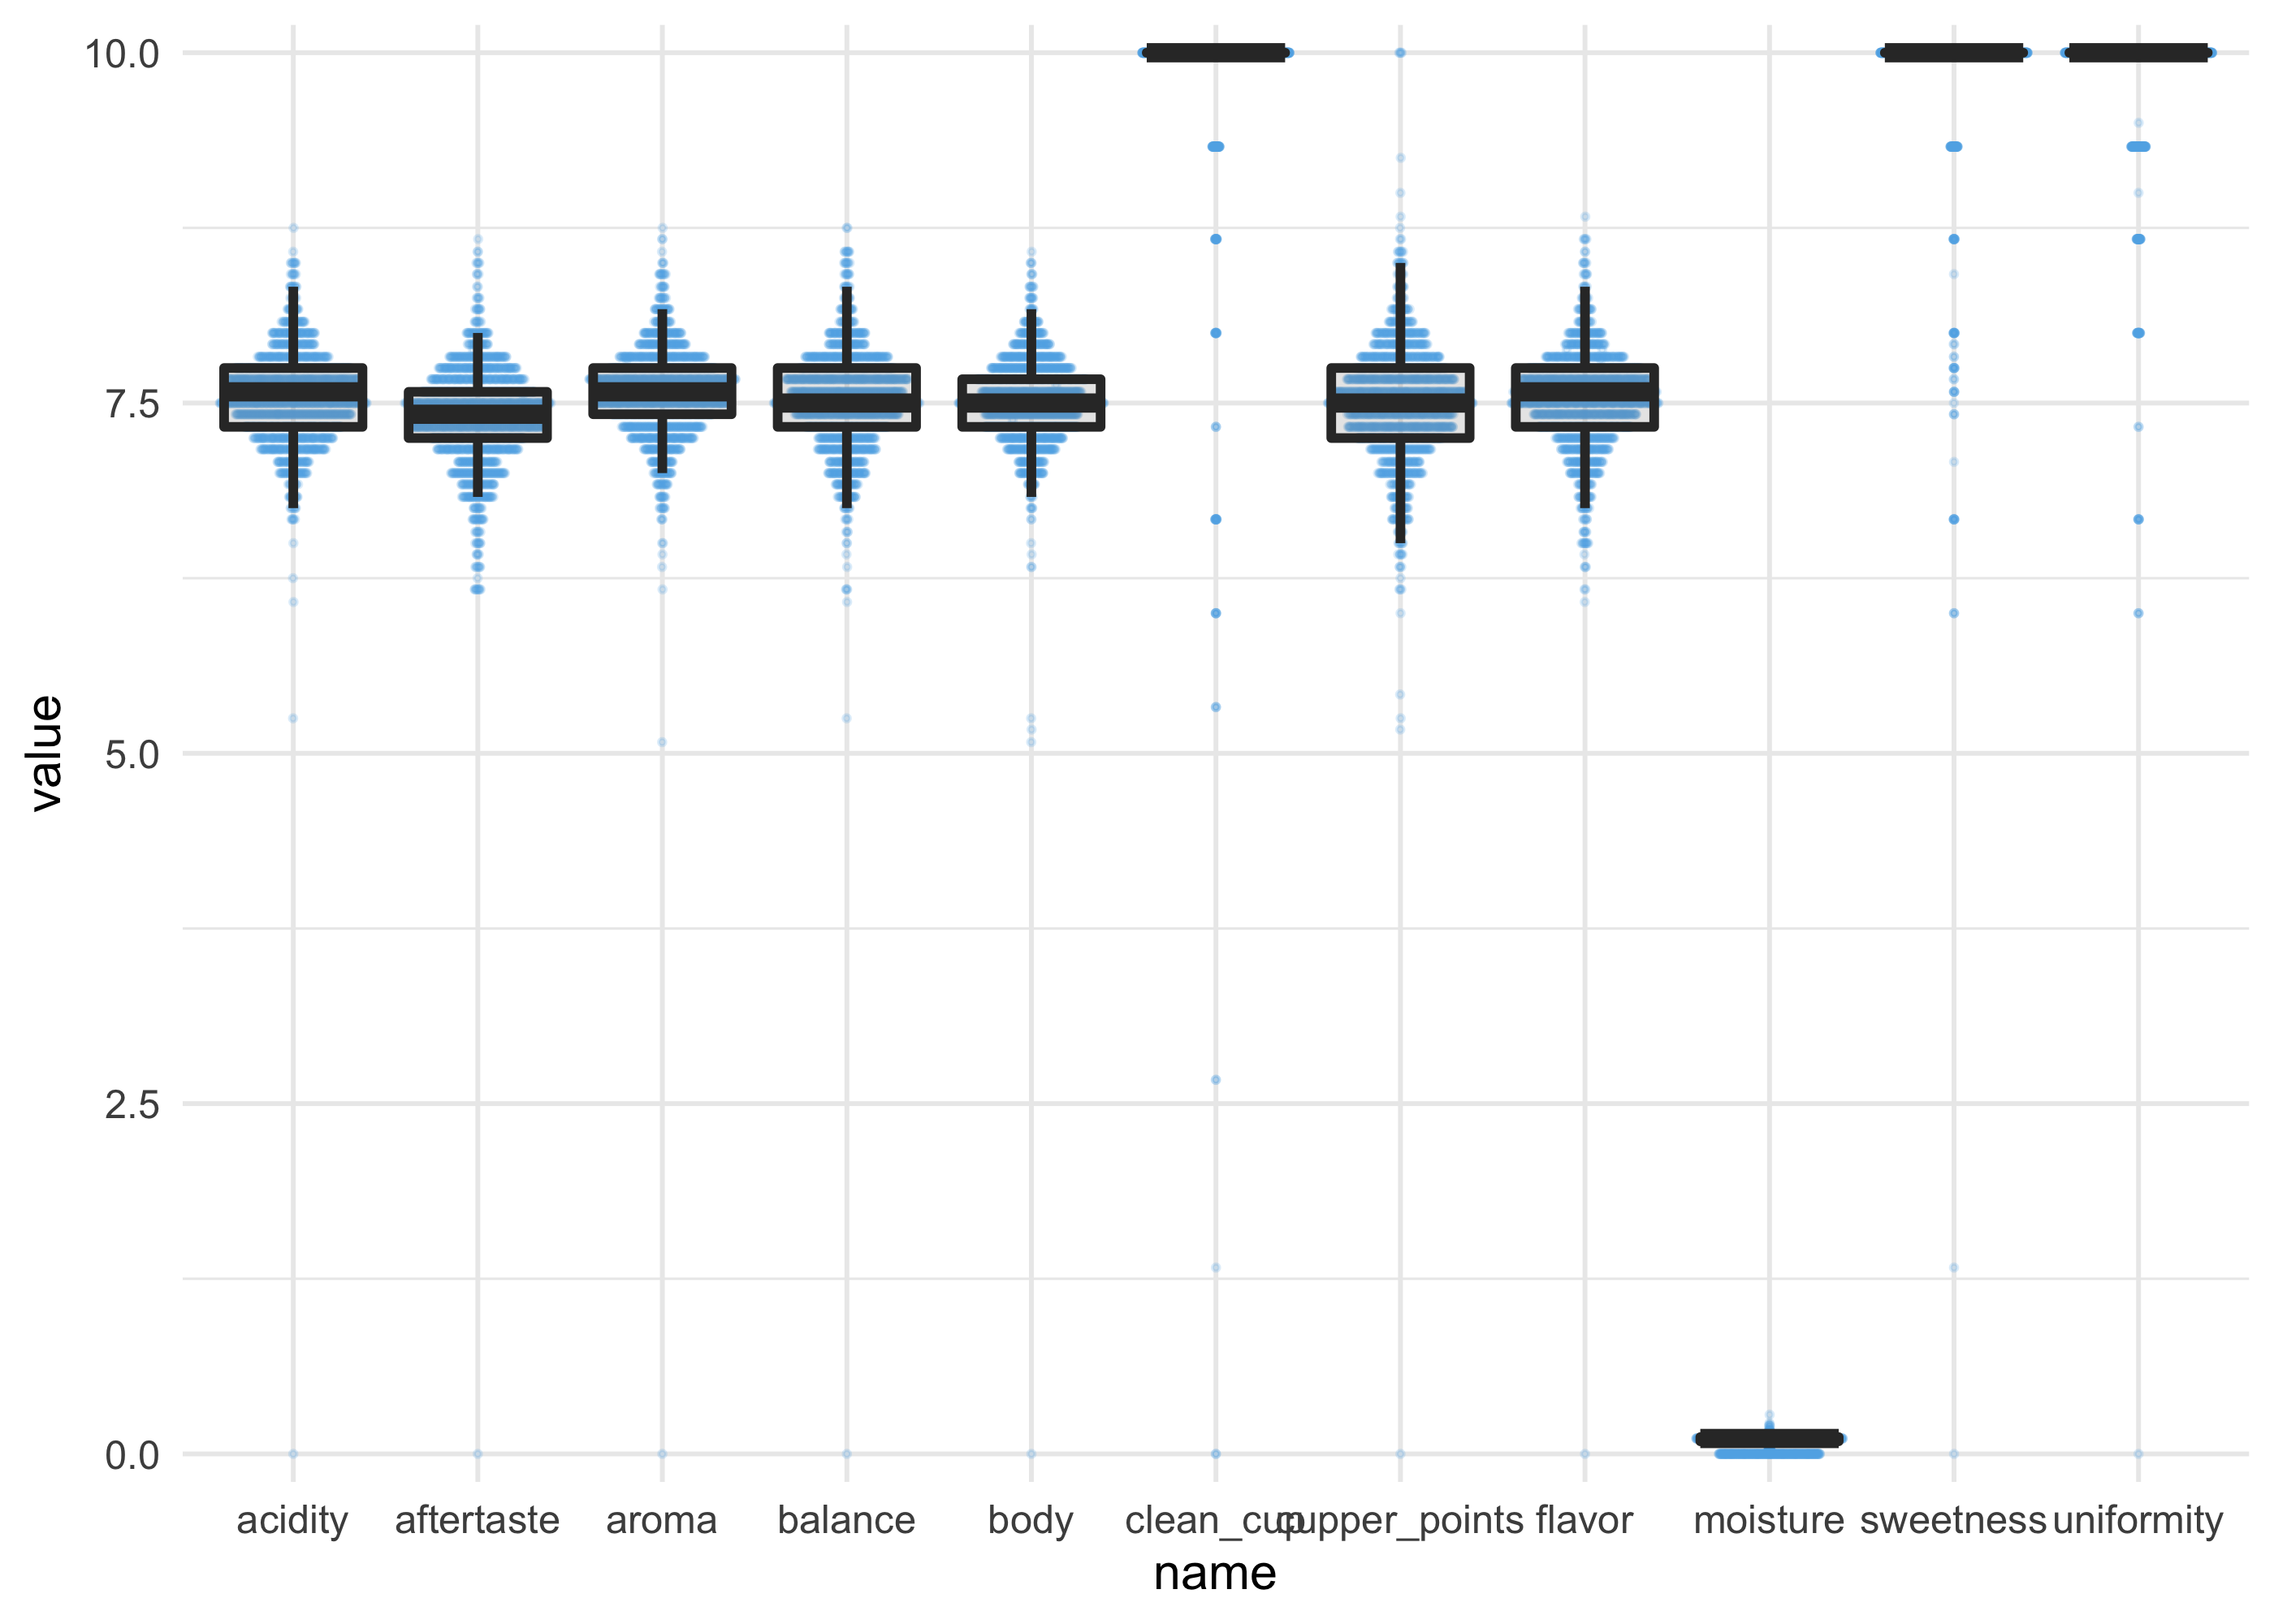 10.0
7.5
5.0
2.5
0.0
value
acidity aftertaste aroma balance body clean_cup cupper_points flavor moisture sweetness uniformity
name